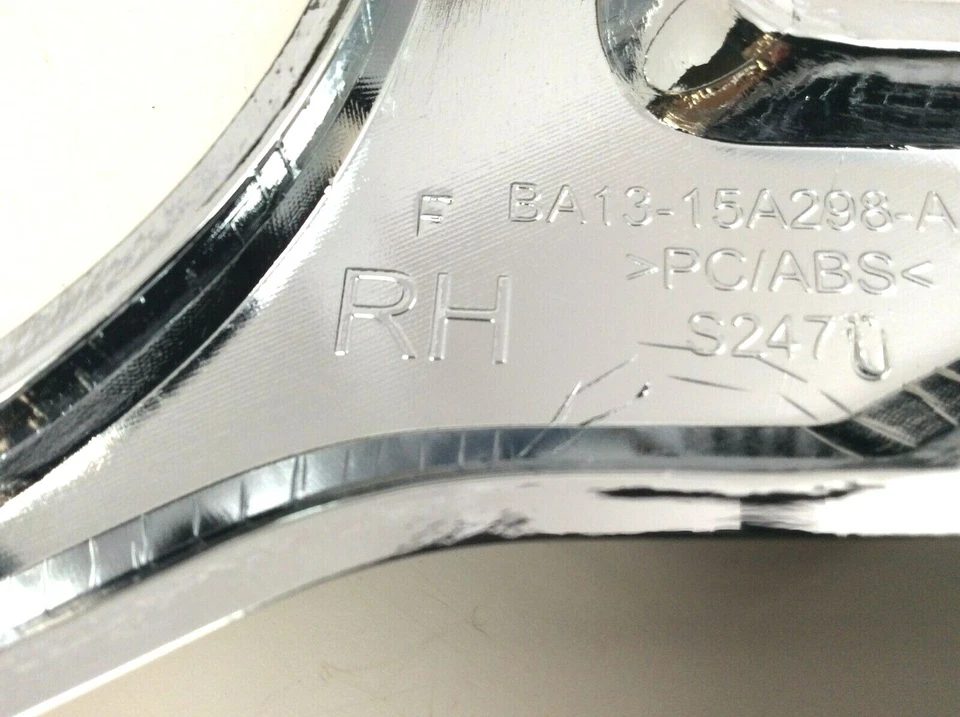 F BA13-15A298-A
>PC/ABS<
RH
S247U